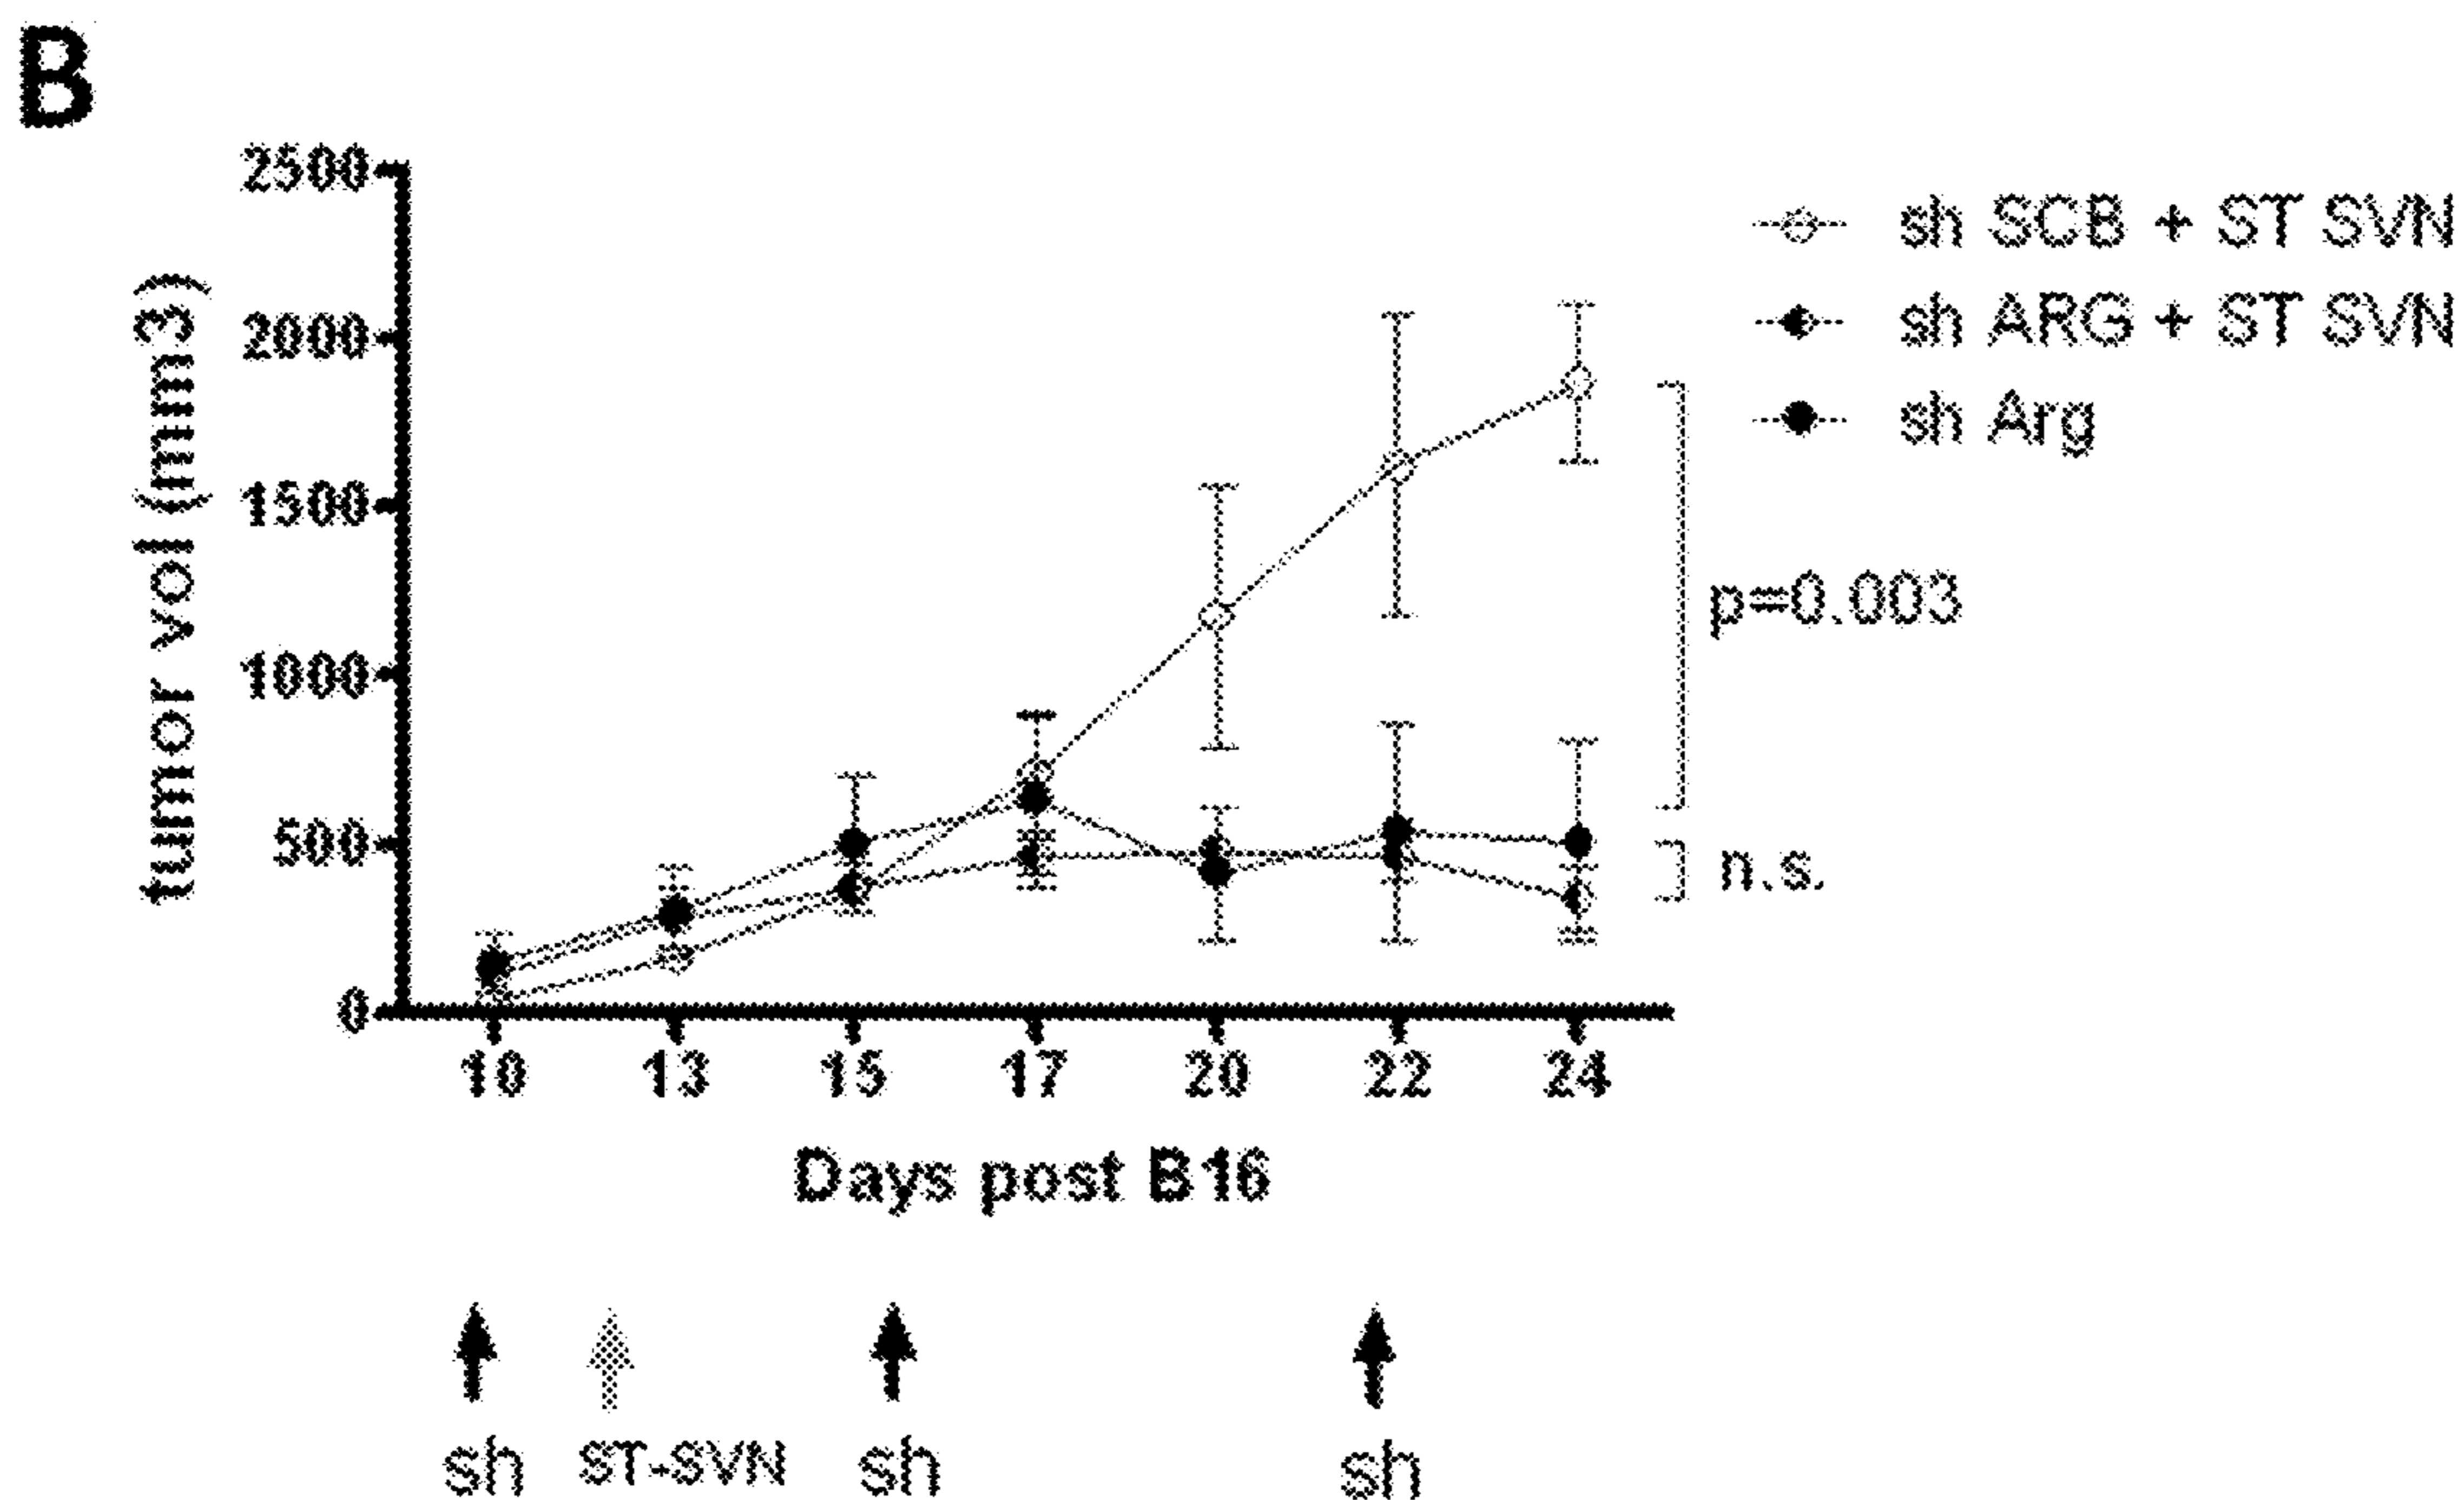 B
2500
2000
1500
1000
500
0
tumor vol (mm3)
sh SCB + ST SVN
sh ARG + ST SVN
sh Arg
p=0.003
n.s.
10 13 15 17 20 22 24
Days post B16
sh ST-SVN sh sh